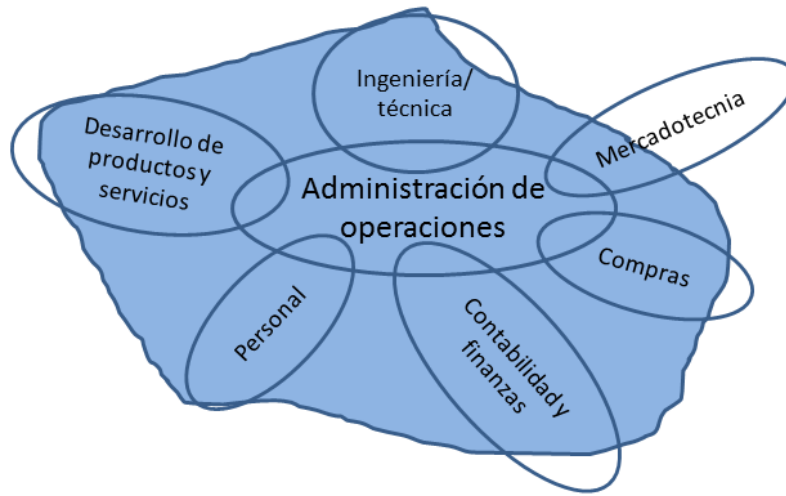 Ingeniería/
técnica
Mercadotecnia
Desarrollo de
productos y
servicios
Administración de
operaciones
Compras
Personal
Contabilidad y
finanzas